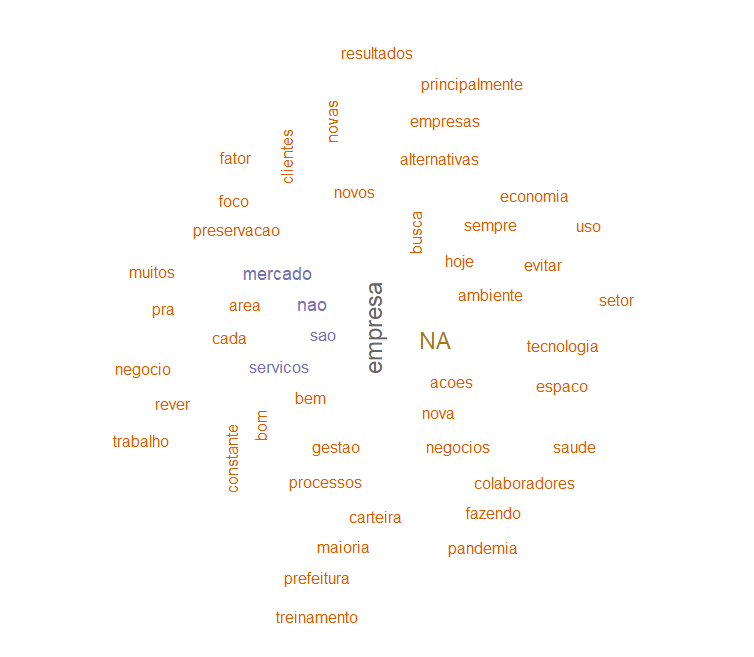 resultados
principalmente
novas
empresas
clientes
fator
alternativas
novos
economia
foco
busca
sempre
uso
preservacao
hoje
evitar
muitos
mercado
ambiente
setor
pra
area
nao
empresa
cada
sao
NA
tecnologia
negocio
servicos
acoes
espaco
rever
bem
nova
bom
trabalho
constante
gestao
negocios
saude
processos
colaboradores
carteira
fazendo
maioria
pandemia
prefeitura
treinamento